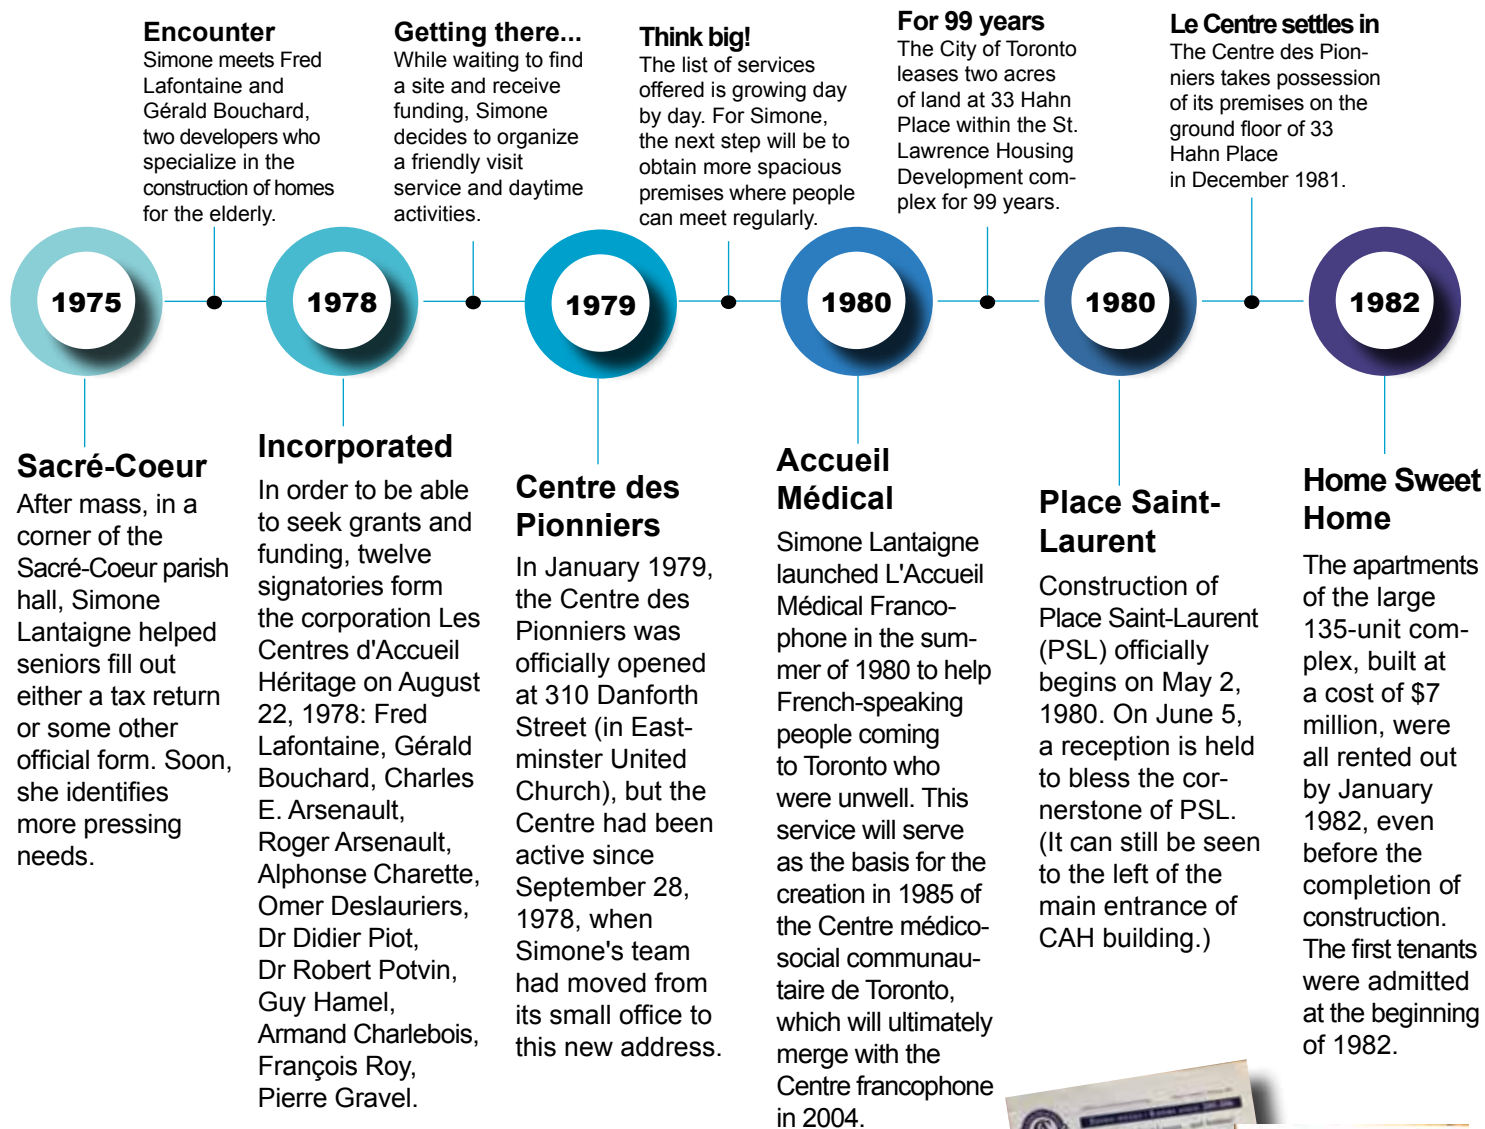 Encounter
Simone meets Fred
Lafontaine and
Gérald Bouchard,
two developers who
specialize in the
construction of homes
for the elderly.
Getting there...
While waiting to find
a site and receive
funding, Simone
decides to organize
a friendly visit
service and daytime
activities.
Think big!
The list of services
offered is growing day
by day. For Simone,
the next step will be to
obtain more spacious
premises where people
can meet regularly.
For 99 years
The City of Toronto
leases two acres
of land at 33 Hahn
Place within the St.
Lawrence Housing
Development com-
plex for 99 years.
Le Centre settles in
The Centre des Pion-
niers takes possession
of its premises on the
ground floor of 33
Hahn Place
in December 1981.
1975
1978
1979
1980
1980
1982
Sacré-Coeur
After mass, in a
corner of the
Sacré-Coeur parish
hall, Simone
Lantaigne helped
seniors fill out
either a tax return
or some other
official form. Soon,
she identifies
more pressing
needs.
Incorporated
In order to be able
to seek grants and
funding, twelve
signatories form
the corporation Les
Centres d'Accueil
Héritage on August
22, 1978: Fred
Lafontaine, Gérald
Bouchard, Charles
E. Arsenault,
Roger Arsenault,
Alphonse Charette,
Omer Deslauriers,
Dr Didier Piot,
Dr Robert Potvin,
Guy Hamel,
Armand Charlebois,
François Roy,
Pierre Gravel.
Centre des
Pionniers
In January 1979,
the Centre des
Pionniers was
officially opened
at 310 Danforth
Street (in East-
minster United
Church), but the
Centre had been
active since
September 28,
1978, when
Simone's team
had moved from
its small office to
this new address.
Accueil
Médical
Simone Lantaigne
launched L'Accueil
Médical Franco-
phone in the sum-
mer of 1980 to help
French-speaking
people coming
to Toronto who
were unwell. This
service will serve
as the basis for the
creation in 1985 of
the Centre médico-
social communau-
taire de Toronto,
which will ultimately
merge with the
Centre francophone
in 2004.
Place Saint-
Laurent
Construction of
Place Saint-Laurent
(PSL) officially
begins on May 2,
1980. On June 5,
a reception is held
to bless the cor-
nerstone of PSL.
(It can still be seen
to the left of the
main entrance of
CAH building.)
Home Sweet
Home
The apartments
of the large
135-unit com-
plex, built at
a cost of $7
million, were
all rented out
by January
1982, even
before the
completion of
construction.
The first tenants
were admitted
at the beginning
of 1982.